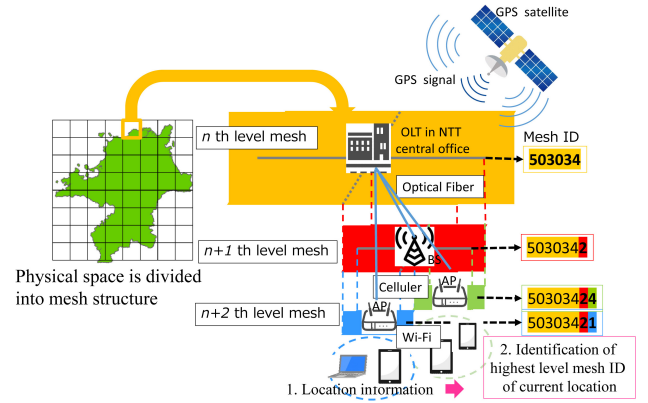 GPS satellite
GPS signal
n th level mesh
OLT in NTT
central office
Mesh ID
503034
Optical Fiber
n+1 th level mesh
BS
5030342
Physical space is divided
into mesh structure
Celluler
AP
50303424
n+2 th level mesh
AP
50303421
Wi-Fi
1. Location information
2. Identification of
highest level mesh ID
of current location